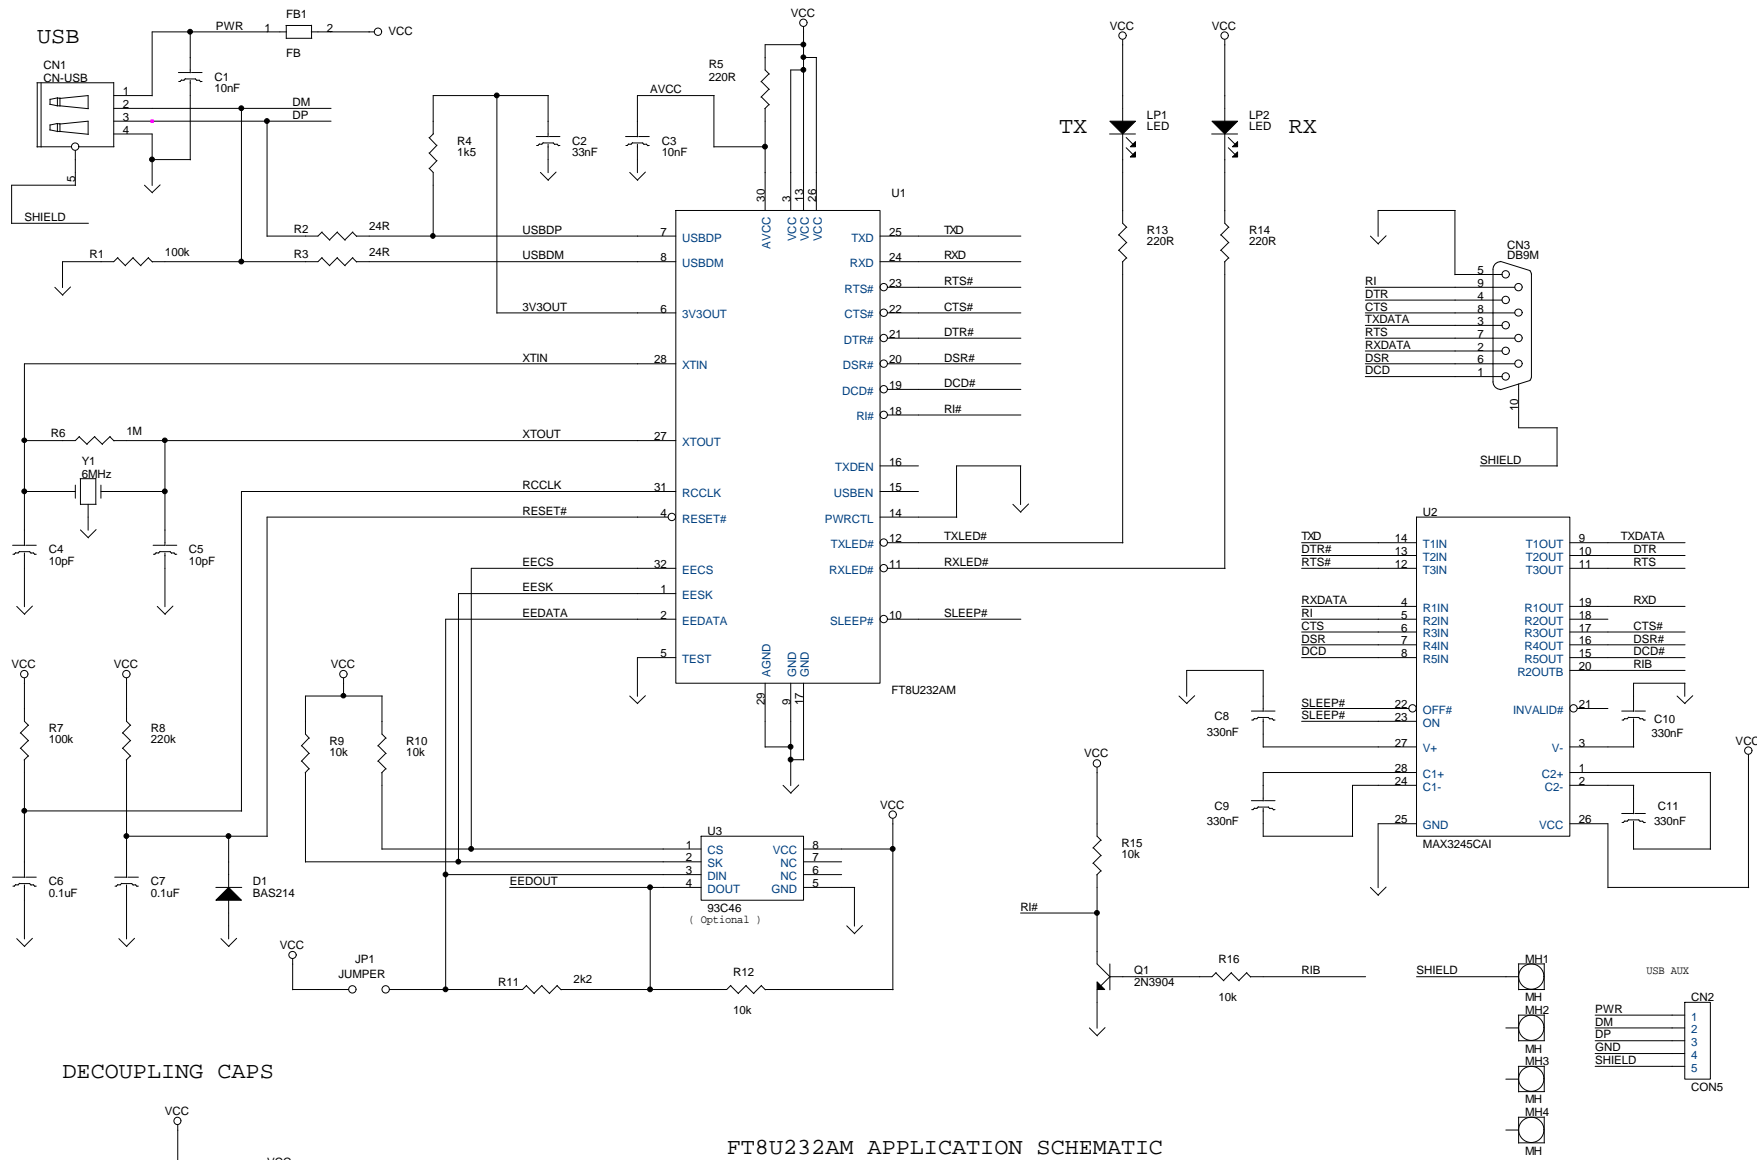 USB
CN1
CN-USB
1
2
3
4
5
SHIELD
PWR
1
FB1
2
FB
VCC
C1
10nF
DM
DP
R4
1k5
C2
33nF
AVCC
C3
10nF
R5
220R
VCC
VCC
VCC
TX
LP1
LED
LP2
LED
RX
R13
220R
R14
220R
R1
100k
R2
24R
R3
24R
USBDP
USBDM
3V3OUT
XTIN
XTOUT
RCCLK
RESET#
EECS
EESK
EEDATA
R6
1M
Y1
6MHz
C4
10pF
C5
10pF
U1
30
3
13
26
AVCC
VCC
VCC
VCC
7 USBDP
8 USBDM
6 3V3OUT
28 XTIN
27 XTOUT
31 RCCLK
4 RESET#
32 EECS
1 EESK
2 EEDATA
5 TEST
TXD 25 TXD
RXD 24 RXD
RTS# 23 RTS#
CTS# 22 CTS#
DTR# 21 DTR#
DSR# 20 DSR#
DCD# 19 DCD#
RI# 18 RI#
TXDEN 16
USBEN 15
PWRCTL 14
TXLED# 12 TXLED#
RXLED# 11 RXLED#
SLEEP# 10 SLEEP#
AGND
GND
GND
29
9
17
FT8U232AM
CN3
DB9M
5
RI 9
DTR 4
CTS 8
TXDATA 3
RTS 7
RXDATA 2
DSR 6
DCD 1
10
SHIELD
U2
TXD 14 T1IN T1OUT 9 TXDATA
DTR# 13 T2IN T2OUT 10 DTR
RTS# 12 T3IN T3OUT 11 RTS
RXDATA 4 R1IN R1OUT 19 RXD
RI 5 R2IN R2OUT 18
CTS 6 R3IN R3OUT 17 CTS#
DSR 7 R4IN R4OUT 16 DSR#
DCD 8 R5IN R5OUT 15 DCD#
R2OUTB 20 RIB
SLEEP# 22 OFF# INVALID# 21
SLEEP# 23 ON
27 V+ V- 3
28 C1+ C2+ 1
24 C1- C2- 2
25 GND VCC 26
MAX3245CAI
C8
330nF
C9
330nF
C10
330nF
C11
330nF
VCC
VCC
R7
100k
C6
0.1uF
VCC
R8
220k
C7
0.1uF
D1
BAS214
VCC
R9
10k
R10
10k
U3
1 CS VCC 8
2 SK NC 7
3 DIN NC 6
4 DOUT GND 5
EEDOUT
93C46
( Optional )
VCC
VCC
JP1
JUMPER
R11
2k2
R12
10k
VCC
R15
10k
RI#
Q1
2N3904
R16
10k
RIB
SHIELD
MH1
MH
MH2
MH
MH3
MH
MH4
MH
USB AUX
CN2
PWR 1
DM 2
DP 3
GND 4
SHIELD 5
CON5
DECOUPLING CAPS
VCC
VCC
FT8U232AM APPLICATION SCHEMATIC